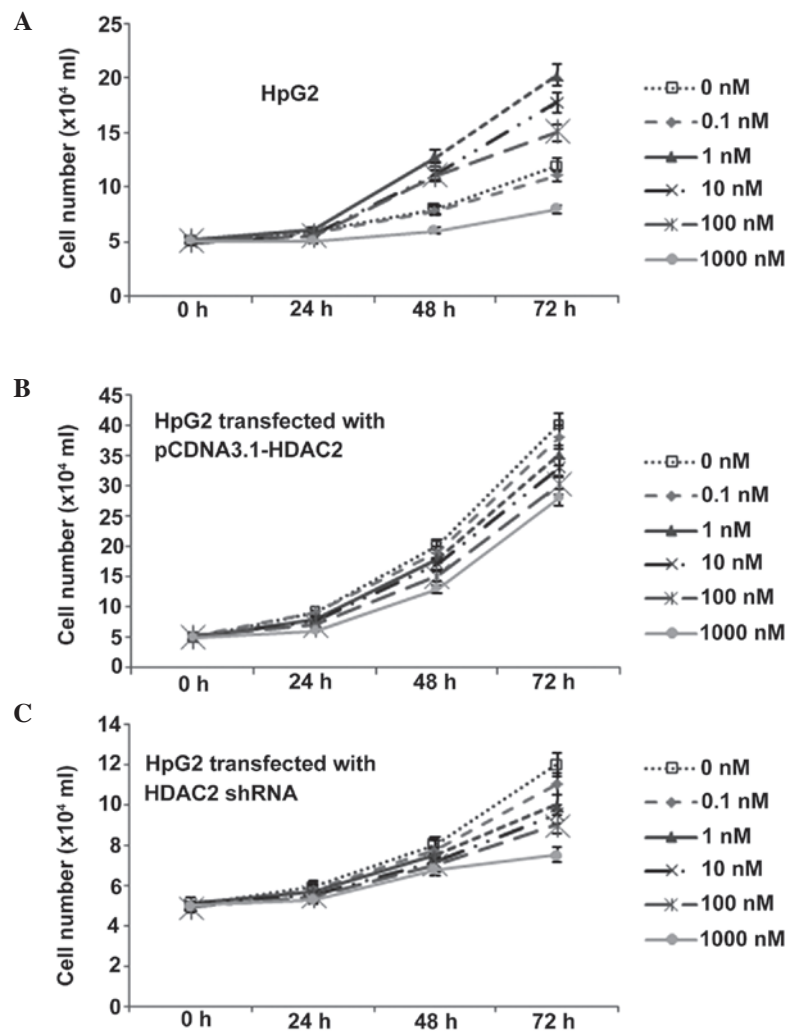 A
25
20
15
10
5
0
Cell number (x10⁴ ml)
HpG2
0 h
24 h
48 h
72 h
0 nM
0.1 nM
1 nM
10 nM
100 nM
1000 nM
B
45
40
35
30
25
20
15
10
5
0
Cell number (x10⁴ ml)
HpG2 transfected with
pCDNA3.1-HDAC2
0 h
24 h
48 h
72 h
0 nM
0.1 nM
1 nM
10 nM
100 nM
1000 nM
C
14
12
10
8
6
4
2
0
Cell number (x10⁴ ml)
HpG2 transfected with
HDAC2 shRNA
0 h
24 h
48 h
72 h
0 nM
0.1 nM
1 nM
10 nM
100 nM
1000 nM